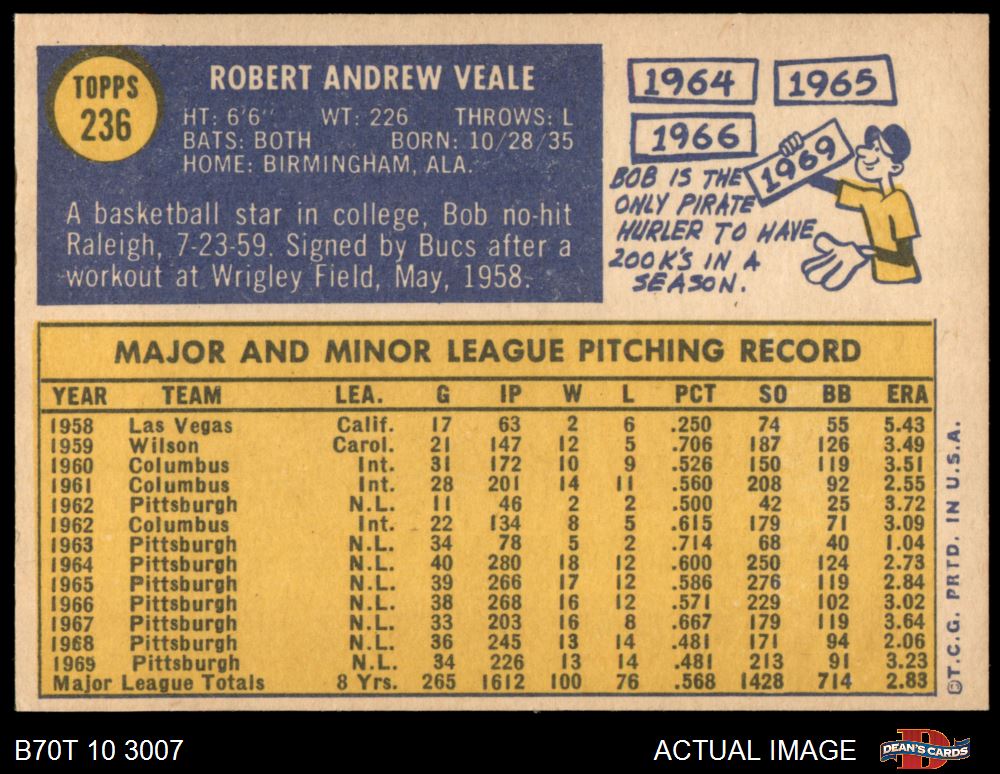 TOPPS
236
ROBERT ANDREW VEALE
HT: 6'6" WT: 226 THROWS: L
BATS: BOTH BORN: 10/28/35
HOME: BIRMINGHAM, ALA.
A basketball star in college, Bob no-hit
Raleigh, 7-23-59. Signed by Bucs after a
workout at Wrigley Field, May, 1958.
1964 1965
1966
1969
BOB IS THE
ONLY PIRATE
HURLER TO HAVE
200 K'S IN A
SEASON.
MAJOR AND MINOR LEAGUE PITCHING RECORD
YEAR TEAM LEA. G IP W L PCT SO BB ERA
1958 Las Vegas Calif. 17 63 2 6 .250 74 55 5.43
1959 Wilson Carol. 21 147 12 5 .706 187 126 3.49
1960 Columbus Int. 31 172 10 9 .526 150 119 3.51
1961 Columbus Int. 28 201 14 11 .560 208 92 2.55
1962 Pittsburgh N.L. 11 46 2 2 .500 42 25 3.72
1962 Columbus Int. 22 134 8 5 .615 179 71 3.09
1963 Pittsburgh N.L. 34 78 5 2 .714 68 40 1.04
1964 Pittsburgh N.L. 40 280 18 12 .600 250 124 2.73
1965 Pittsburgh N.L. 39 266 17 12 .586 276 119 2.84
1966 Pittsburgh N.L. 38 268 16 12 .571 229 102 3.02
1967 Pittsburgh N.L. 33 203 16 8 .667 179 119 3.64
1968 Pittsburgh N.L. 36 245 13 14 .481 171 94 2.06
1969 Pittsburgh N.L. 34 226 13 14 .481 213 91 3.23
Major League Totals 8 Yrs. 265 1612 100 76 .568 1428 714 2.83
©T.C.G. PRTD. IN U.S.A.
B70T 10 3007
ACTUAL IMAGE
DEAN'S CARDS